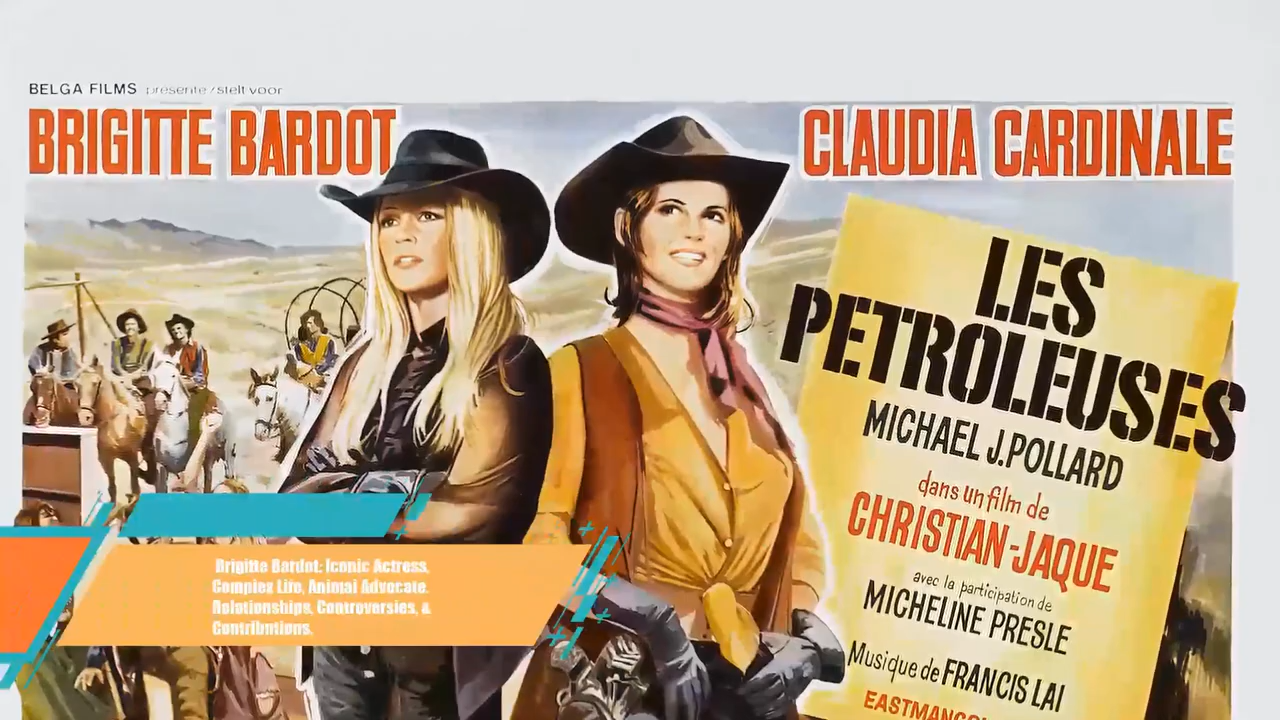 BELGA FILMS présente / stelt voor
BRIGITTE BARDOT
CLAUDIA CARDINALE
LES
PETROLEUSES
MICHAEL J. POLLARD
dans un film de
CHRISTIAN-JAQUE
avec la participation de
MICHELINE PRESLE
Musique de FRANCIS LAI
Brigitte Bardot: Iconic Actress,
Complex Life, Animal Advocate.
Relationships, Controversies, &
Contributions.